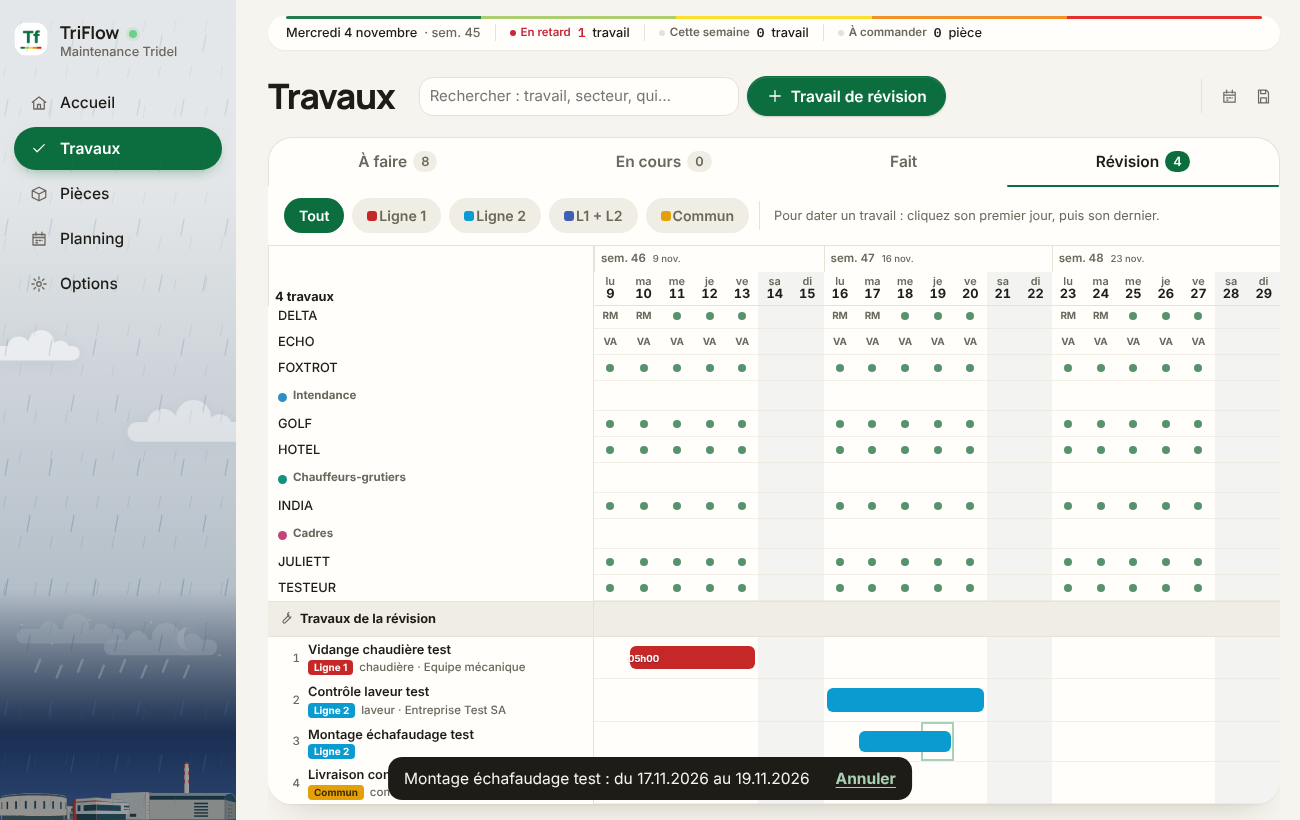 Tf
TriFlow
Maintenance Tridel
Accueil
Travaux
Pièces
Planning
Options
Mercredi 4 novembre · sem. 45 En retard 1 travail Cette semaine 0 travail À commander 0 pièce
Travaux Rechercher : travail, secteur, qui... + Travail de révision
À faire 8 En cours 0 Fait Révision 4
Tout Ligne 1 Ligne 2 L1 + L2 Commun Pour dater un travail : cliquez son premier jour, puis son dernier.
sem. 46 9 nov. sem. 47 16 nov. sem. 48 23 nov.
lu ma me je ve sa di lu ma me je ve sa di lu ma me je ve sa di
4 travaux 9 10 11 12 13 14 15 16 17 18 19 20 21 22 23 24 25 26 27 28 29
DELTA RM RM RM RM RM RM
ECHO VA VA VA VA VA VA VA VA VA VA VA VA VA VA VA
FOXTROT
Intendance
GOLF
HOTEL
Chauffeurs-grutiers
INDIA
Cadres
JULIETT
TESTEUR
Travaux de la révision
1 Vidange chaudière test
Ligne 1 chaudière · Equipe mécanique
05h00
2 Contrôle laveur test
Ligne 2 laveur · Entreprise Test SA
3 Montage échafaudage test
Ligne 2
4 Livraison con
Commun com
Montage échafaudage test : du 17.11.2026 au 19.11.2026 Annuler